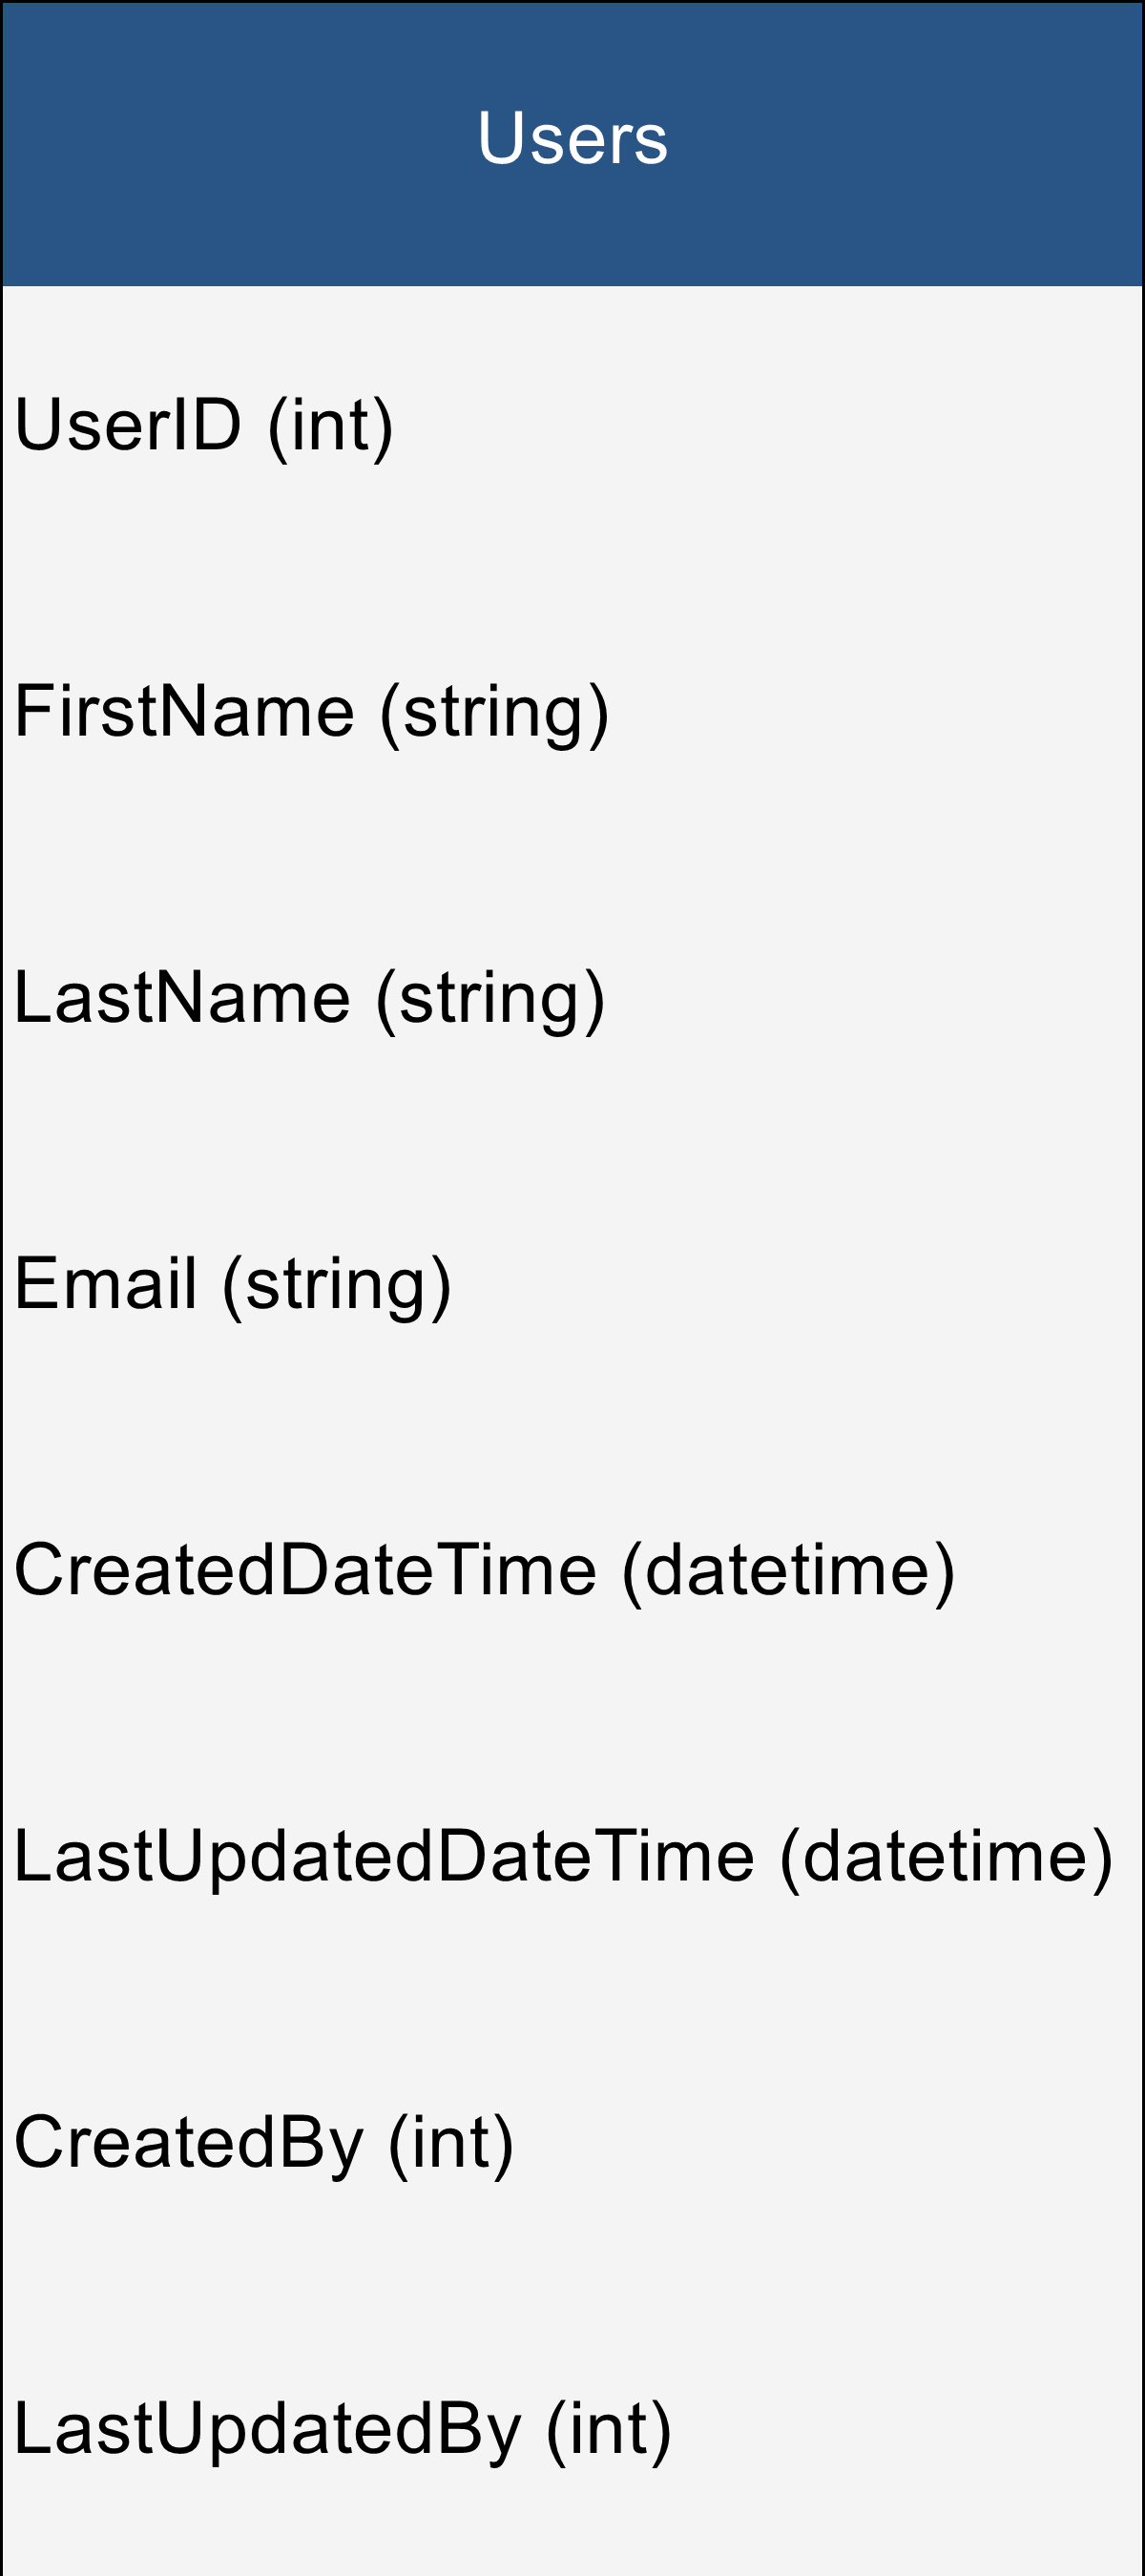 Users
UserID (int)
FirstName (string)
LastName (string)
Email (string)
CreatedDateTime (datetime)
LastUpdatedDateTime (datetime)
CreatedBy (int)
LastUpdatedBy (int)